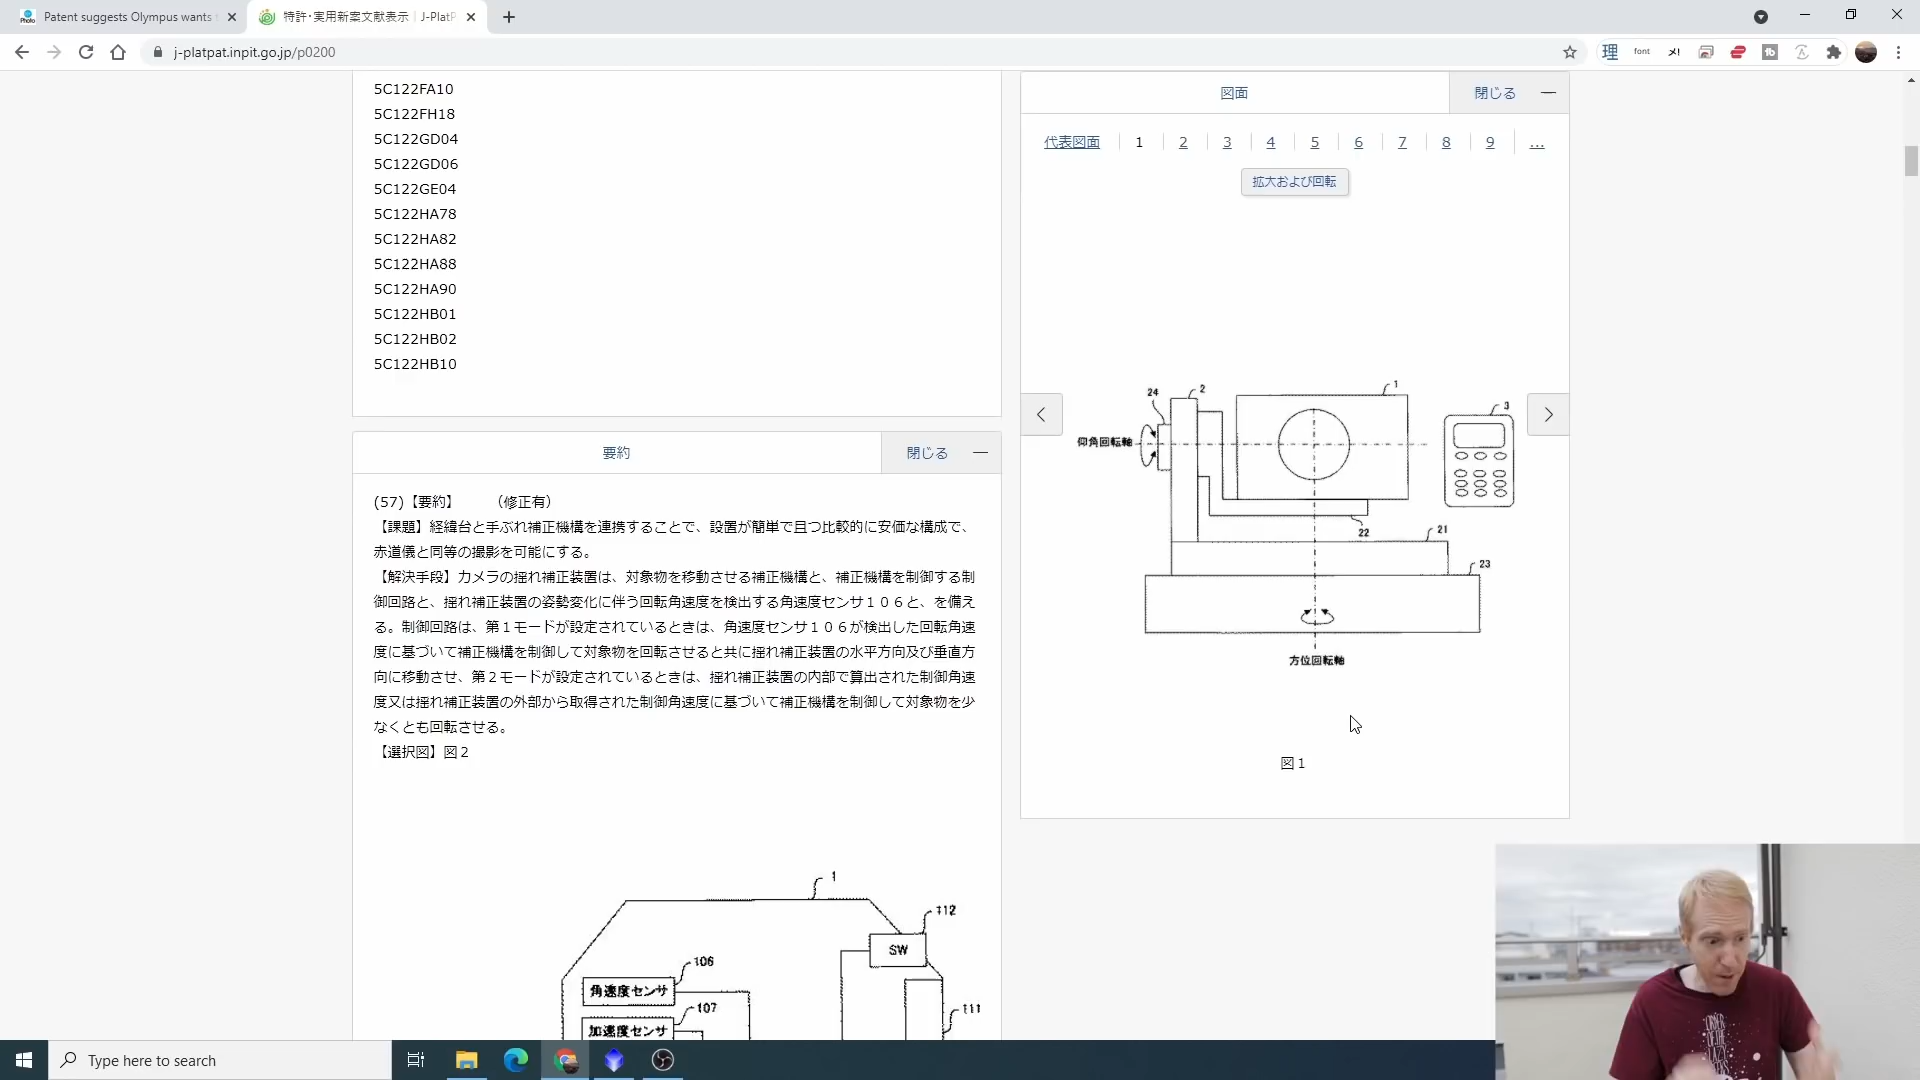 Patent suggests Olympus wants
特許・実用新案文献表示 | J-PlatP
j-platpat.inpit.go.jp/p0200
font
5C122FA10
5C122FH18
5C122GD04
5C122GD06
5C122GE04
5C122HA78
5C122HA82
5C122HA88
5C122HA90
5C122HB01
5C122HB02
5C122HB10
要約
閉じる
(57)【要約】 （修正有）
【課題】経緯台と手ぶれ補正機構を連携することで、設置が簡単で且つ比較的に安価な構成で、
赤道儀と同等の撮影を可能にする。
【解決手段】カメラの揺れ補正装置は、対象物を移動させる補正機構と、補正機構を制御する制
御回路と、揺れ補正装置の姿勢変化に伴う回転角速度を検出する角速度センサ１０６と、を備え
る。制御回路は、第１モードが設定されているときは、角速度センサ１０６が検出した回転角速
度に基づいて補正機構を制御して対象物を回転させると共に揺れ補正装置の水平方向及び垂直方
向に移動させ、第２モードが設定されているときは、揺れ補正装置の内部で算出された制御角速
度又は揺れ補正装置の外部から取得された制御角速度に基づいて補正機構を制御して対象物を少
なくとも回転させる。
【選択図】図２
1
112
SW
106
角速度センサ
107
加速度センサ
111
図面
閉じる
代表図面 1 2 3 4 5 6 7 8 9 ...
拡大および回転
24
2
1
3
仰角回転軸
22
21
23
方位回転軸
図１
Type here to search
ORDER
OF THE
LAZY